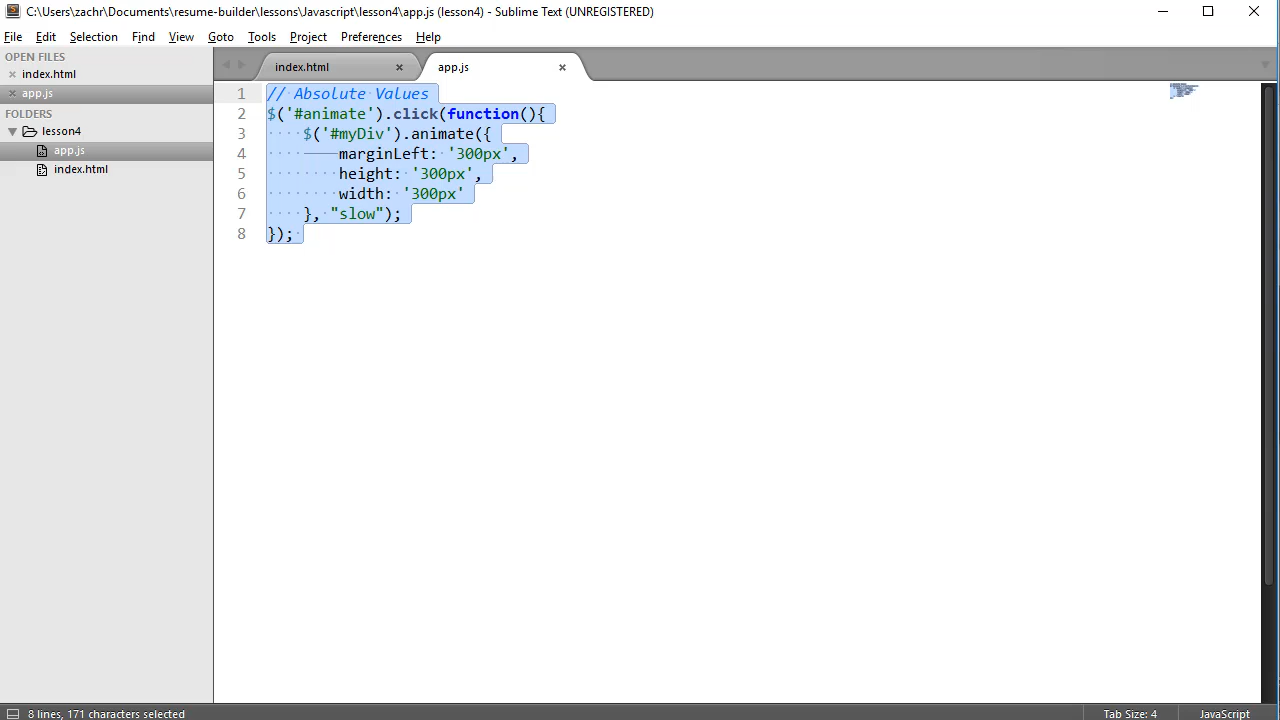 C:\Users\zachr\Documents\resume-builder\lessons\Javascript\lesson4\app.js (lesson4) - Sublime Text (UNREGISTERED)
File Edit Selection Find View Goto Tools Project Preferences Help
OPEN FILES
index.html
app.js
FOLDERS
lesson4
app.js
index.html
index.html app.js
1 // Absolute Values
2 $('#animate').click(function(){
3     $('#myDiv').animate({
4         marginLeft: '300px',
5         height: '300px',
6         width: '300px'
7     }, "slow");
8 });
8 lines, 171 characters selected Tab Size: 4 JavaScript